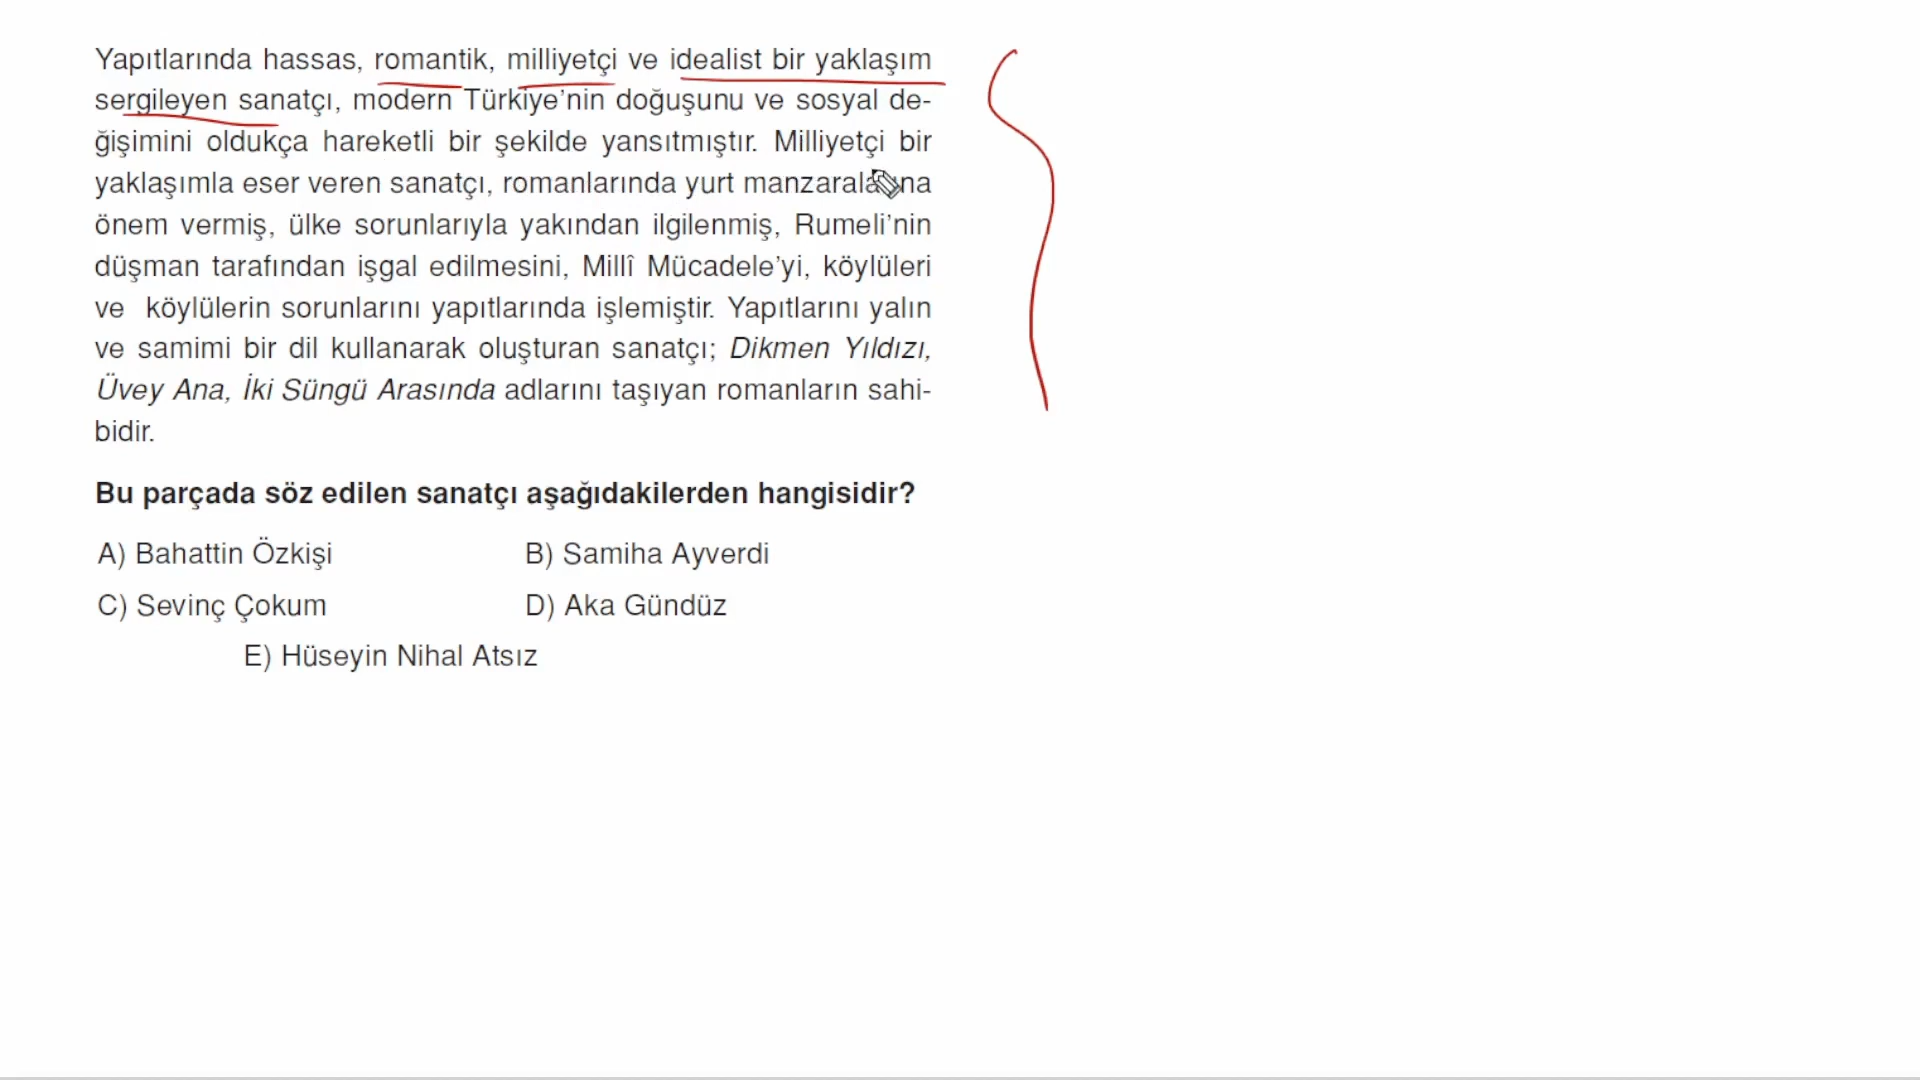 Yapıtlarında hassas, romantik, milliyetçi ve idealist bir yaklaşım
sergileyen sanatçı, modern Türkiye'nin doğuşunu ve sosyal de-
ğişimini oldukça hareketli bir şekilde yansıtmıştır. Milliyetçi bir
yaklaşımla eser veren sanatçı, romanlarında yurt
önem vermiş, ülke sorunlarıyla yakından ilgilenmiş, Rumeli'nin
düşman tarafından işgal edilmesini, Millî Mücadele'yi, köylüleri
ve köylülerin sorunlarını yapıtlarında işlemiştir. Yapıtlarını yalın
ve samimi bir dil kullanarak oluşturan sanatçı; Dikmen Yıldızı,
Üvey Ana, İki Süngü Arasında adlarını taşıyan romanların sahi-
bidir.
Bu parçada söz edilen sanatçı aşağıdakilerden hangisidir?
A) Bahattin Özkişi B) Samiha Ayverdi
C) Sevinç Çokum D) Aka Gündüz
E) Hüseyin Nihal Atsız